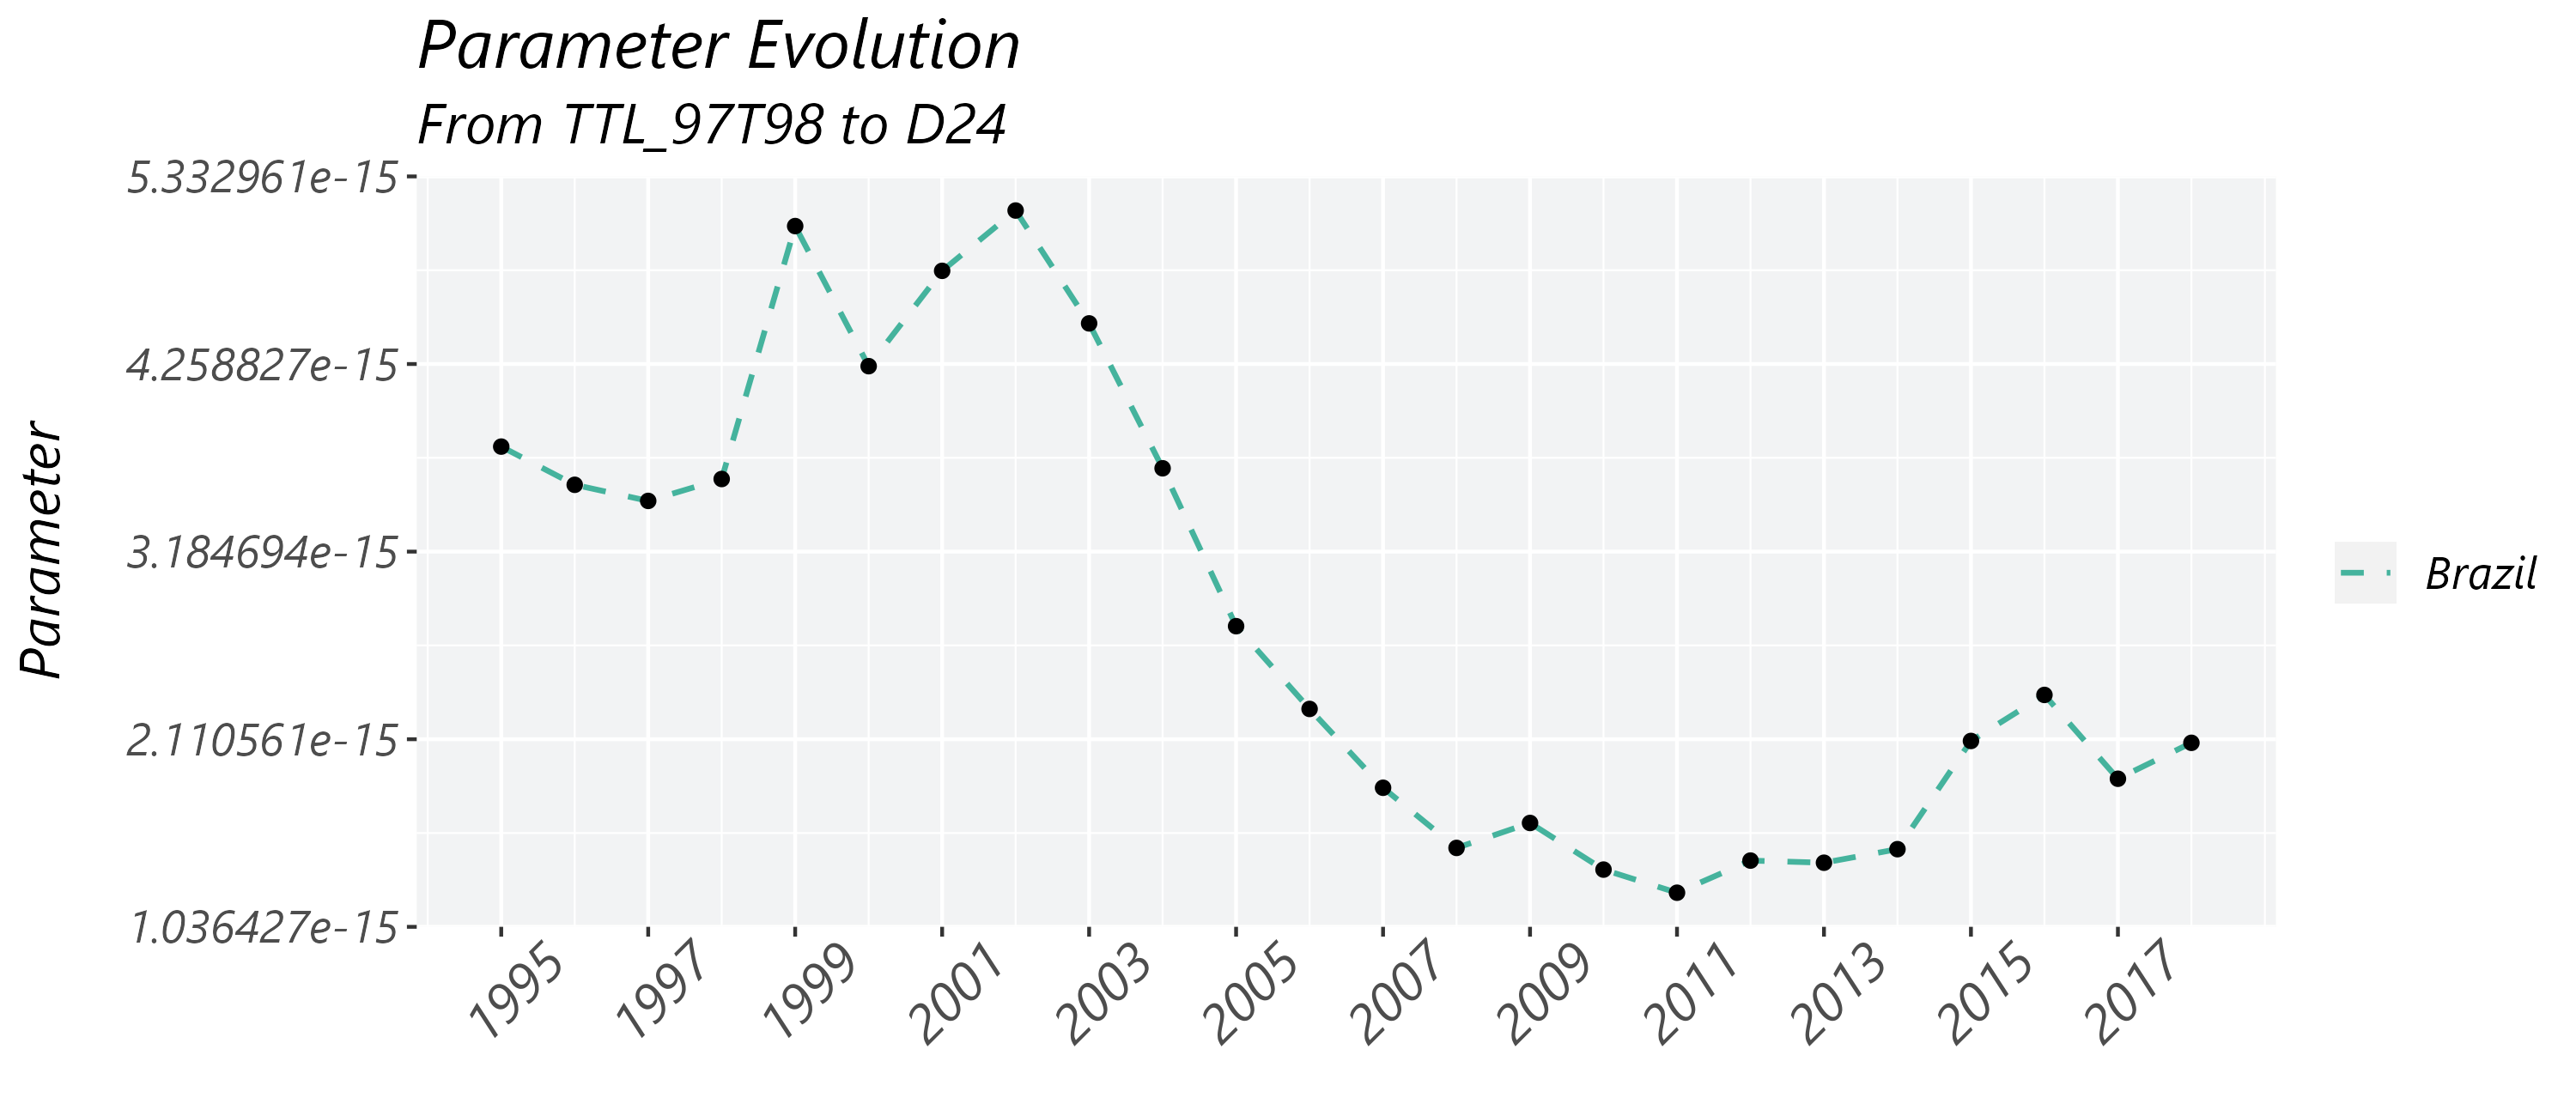 Parameter Evolution
From TTL_97T98 to D24
5.332961e-15
4.258827e-15
3.184694e-15
2.110561e-15
1.036427e-15
Parameter
1995
1997
1999
2001
2003
2005
2007
2009
2011
2013
2015
2017
Brazil